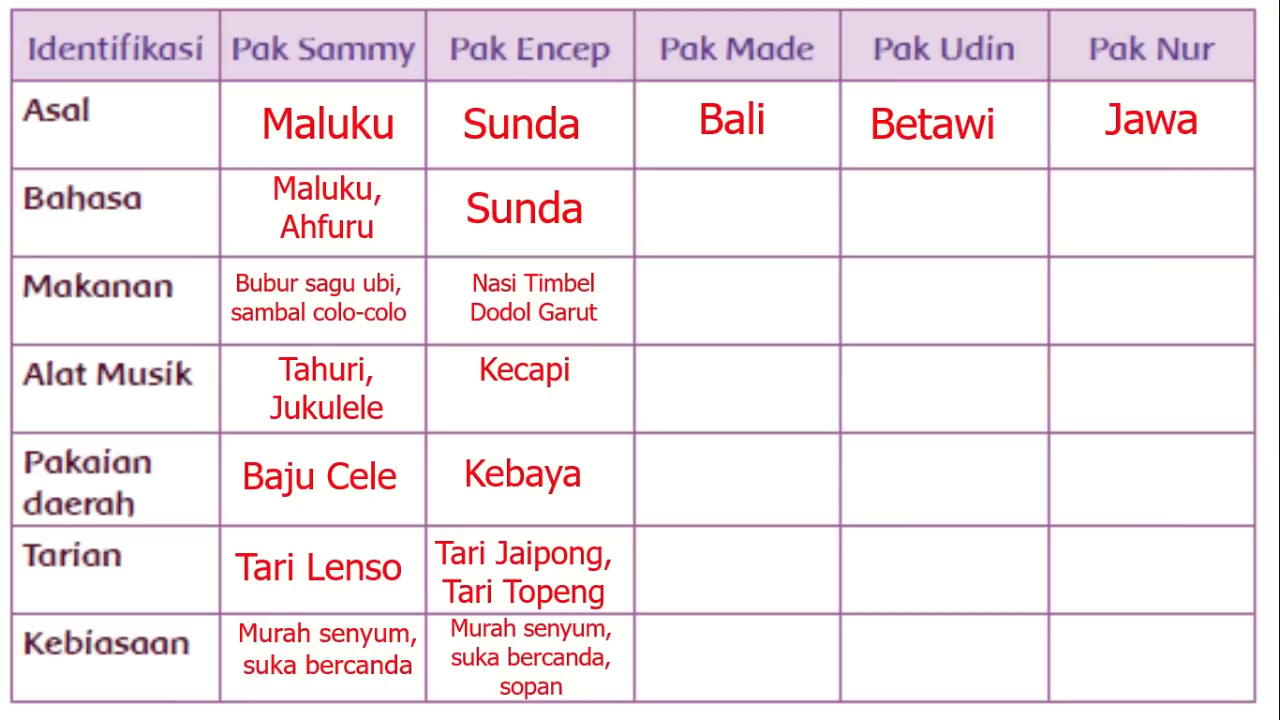 Identifikasi Pak Sammy Pak Encep Pak Made Pak Udin Pak Nur
Asal Maluku Sunda Bali Betawi Jawa
Bahasa Maluku, Ahfuru Sunda
Makanan Bubur sagu ubi, sambal colo-colo Nasi Timbel Dodol Garut
Alat Musik Tahuri, Jukulele Kecapi
Pakaian daerah Baju Cele Kebaya
Tarian Tari Lenso Tari Jaipong, Tari Topeng
Kebiasaan Murah senyum, suka bercanda Murah senyum, suka bercanda, sopan